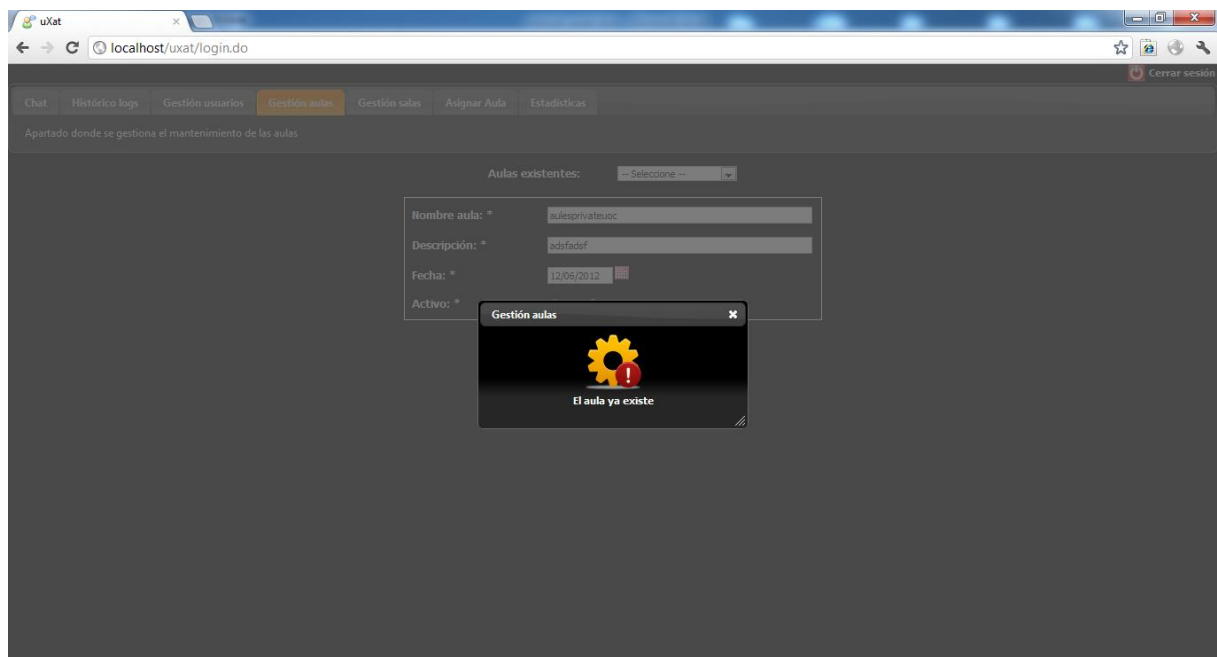 uXat
localhost/uxat/login.do
Cerrar sesión
Chat Histórico logs Gestión usuarios Gestión aulas Gestión salas Asignar Aula Estadísticas
Apartado donde se gestiona el mantenimiento de las aulas
Aulas existentes: -- Seleccione --
Nombre aula: * aulesprivateuoc
Descripción: * adsfadsf
Fecha: * 12/06/2012
Activo: *
Gestión aulas
El aula ya existe